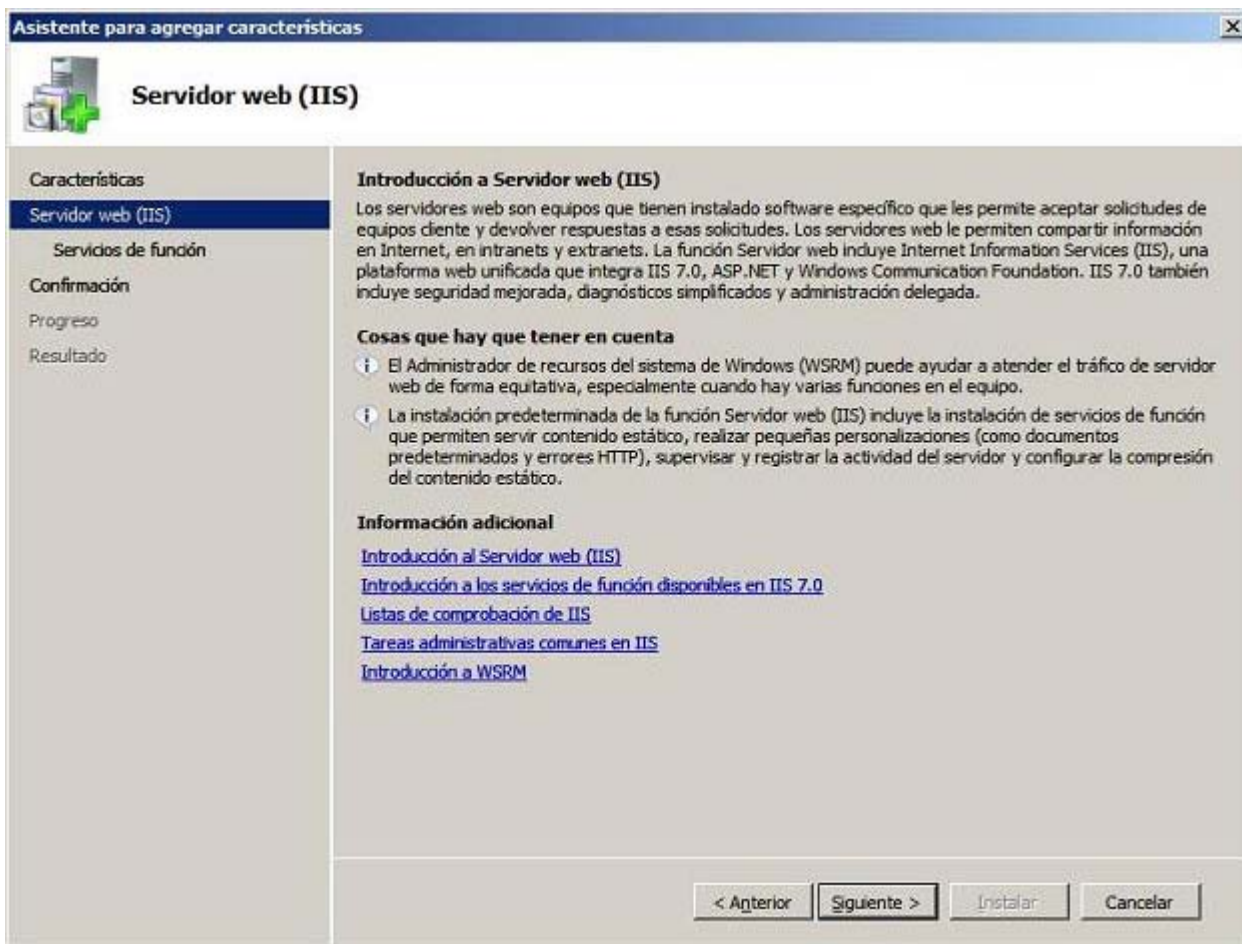 Asistente para agregar características
Servidor web (IIS)
Características
Servidor web (IIS)
Servicios de función
Confirmación
Progreso
Resultado
Introducción a Servidor web (IIS)
Los servidores web son equipos que tienen instalado software específico que les permite aceptar solicitudes de
equipos cliente y devolver respuestas a esas solicitudes. Los servidores web le permiten compartir información
en Internet, en intranets y extranets. La función Servidor web incluye Internet Information Services (IIS), una
plataforma web unificada que integra IIS 7.0, ASP.NET y Windows Communication Foundation. IIS 7.0 también
incluye seguridad mejorada, diagnósticos simplificados y administración delegada.
Cosas que hay que tener en cuenta
El Administrador de recursos del sistema de Windows (WSRM) puede ayudar a atender el tráfico de servidor
web de forma equitativa, especialmente cuando hay varias funciones en el equipo.
La instalación predeterminada de la función Servidor web (IIS) incluye la instalación de servicios de función
que permiten servir contenido estático, realizar pequeñas personalizaciones (como documentos
predeterminados y errores HTTP), supervisar y registrar la actividad del servidor y configurar la compresión
del contenido estático.
Información adicional
Introducción al Servidor web (IIS)
Introducción a los servicios de función disponibles en IIS 7.0
Listas de comprobación de IIS
Tareas administrativas comunes en IIS
Introducción a WSRM
< Anterior
Siguiente >
Instalar
Cancelar